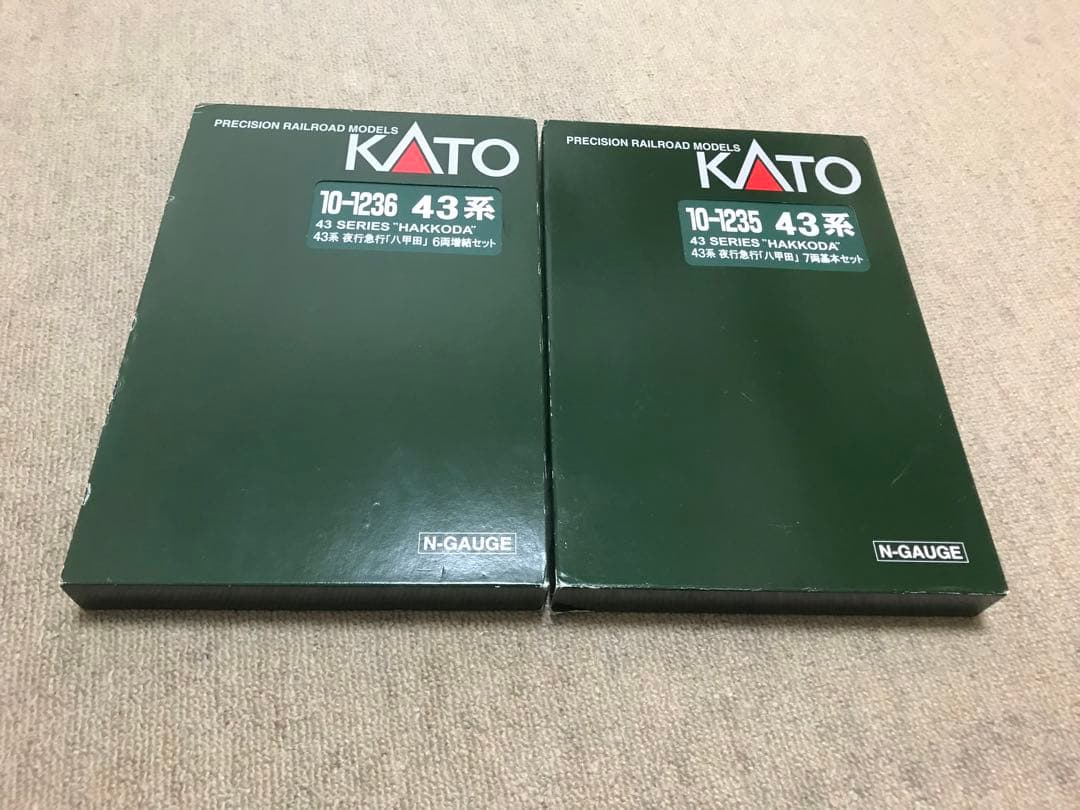 PRECISION RAILROAD MODELS
KATO
10-1236 43系
43 SERIES "HAKKODA"
43系 夜行急行「八甲田」 6両増結セット
N-GAUGE
PRECISION RAILROAD MODELS
KATO
10-1235 43系
43 SERIES "HAKKODA"
43系 夜行急行「八甲田」 7両基本セット
N-GAUGE